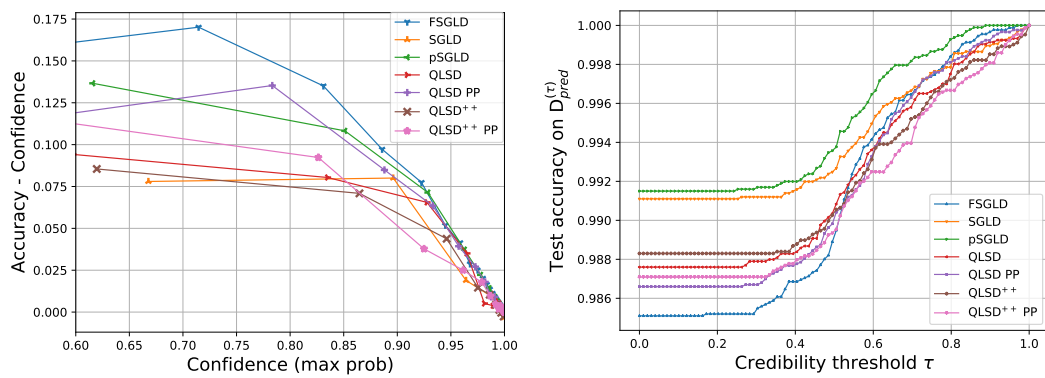 0.175
0.150
0.125
0.100
0.075
0.050
0.025
0.000
Accuracy - Confidence
0.60 0.65 0.70 0.75 0.80 0.85 0.90 0.95 1.00
Confidence (max prob)
FSGLD
SGLD
pSGLD
QLSD
QLSD PP
QLSD⁺⁺
QLSD⁺⁺ PP
1.000
0.998
0.996
0.994
0.992
0.990
0.988
0.986
Test accuracy on D_{pred}^{(τ)}
0.0 0.2 0.4 0.6 0.8 1.0
Credibility threshold τ
FSGLD
SGLD
pSGLD
QLSD
QLSD PP
QLSD⁺⁺
QLSD⁺⁺ PP